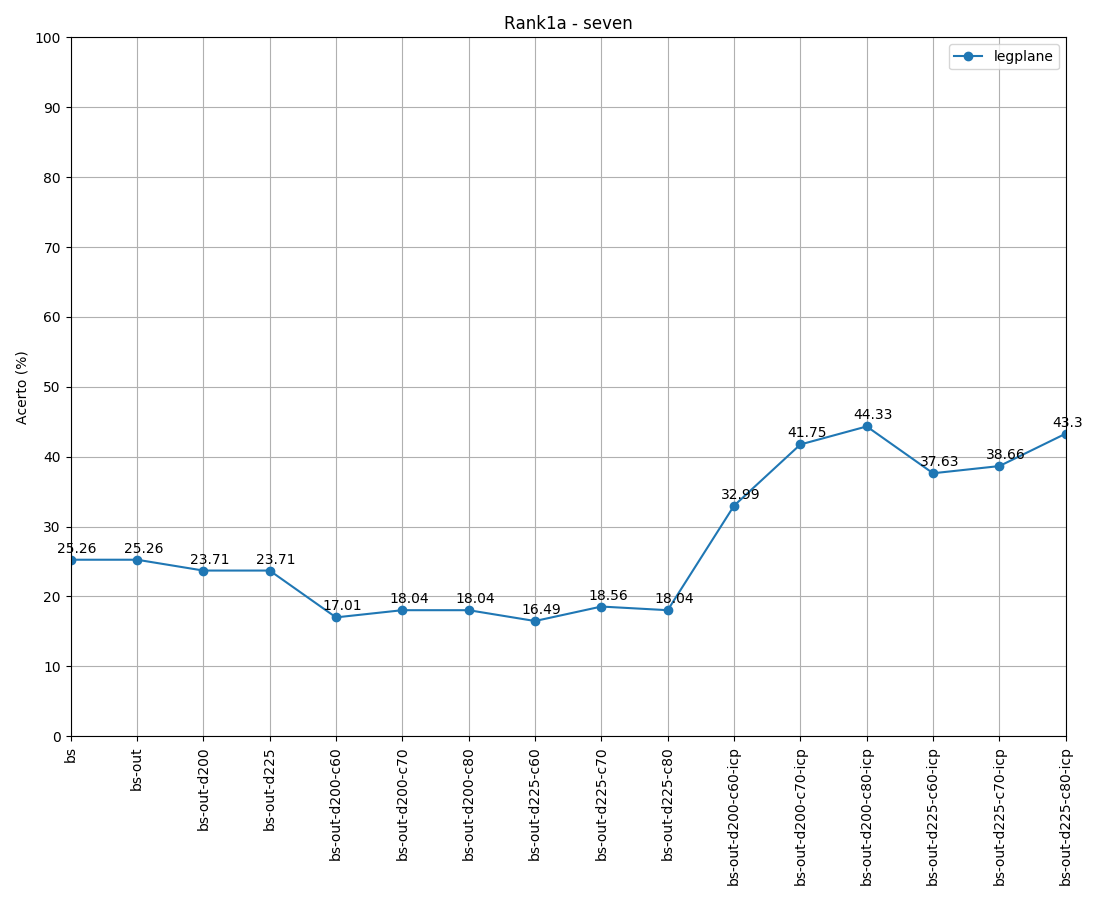 Rank1a - seven
legplane
Acerto (%)
100
90
80
70
60
50
40
30
20
10
0
25.26
25.26
23.71
23.71
17.01
18.04
18.04
16.49
18.56
18.04
32.99
41.75
44.33
37.63
38.66
43.3
bs
bs-out
bs-out-d200
bs-out-d225
bs-out-d200-c60
bs-out-d200-c70
bs-out-d200-c80
bs-out-d225-c60
bs-out-d225-c70
bs-out-d225-c80
bs-out-d200-c60-icp
bs-out-d200-c70-icp
bs-out-d200-c80-icp
bs-out-d225-c60-icp
bs-out-d225-c70-icp
bs-out-d225-c80-icp